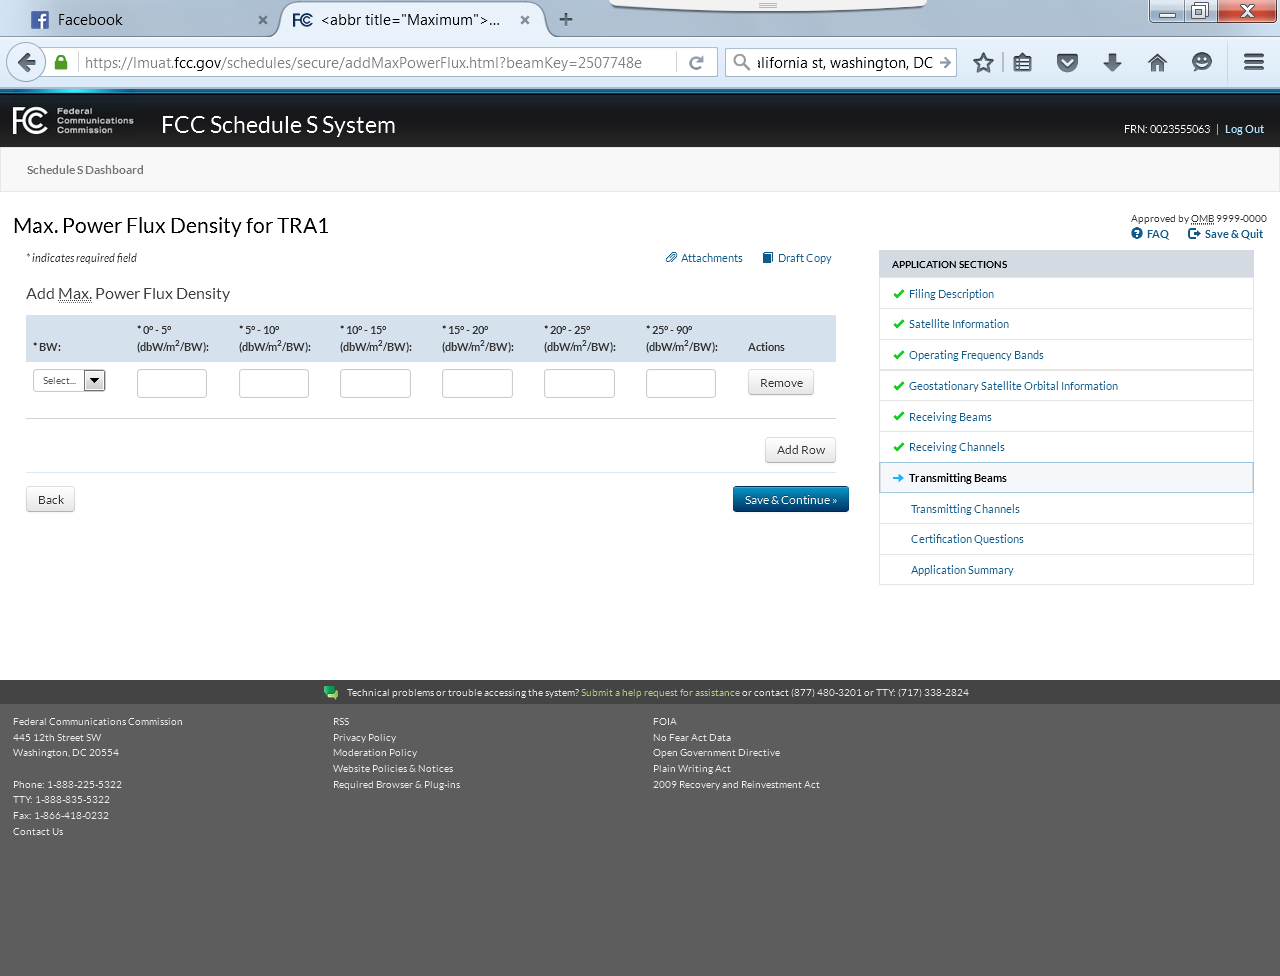 Facebook
<abbr title="Maximum">...
https://lmuat.fcc.gov/schedules/secure/addMaxPowerFlux.html?beamKey=2507748e
alifornia st, washington, DC
FCC
Federal
Communications
Commission
FCC Schedule S System
FRN: 0023555063 | Log Out
Schedule S Dashboard
Max. Power Flux Density for TRA1
Approved by OMB 9999-0000
FAQ Save & Quit
* indicates required field
Attachments Draft Copy
Add Max. Power Flux Density
* BW:
* 0º - 5º (dbW/m²/BW):
* 5º - 10º (dbW/m²/BW):
* 10º - 15º (dbW/m²/BW):
* 15º - 20º (dbW/m²/BW):
* 20º - 25º (dbW/m²/BW):
* 25º - 90º (dbW/m²/BW):
Actions
Select...
Remove
Add Row
Back
Save & Continue »
APPLICATION SECTIONS
Filing Description
Satellite Information
Operating Frequency Bands
Geostationary Satellite Orbital Information
Receiving Beams
Receiving Channels
Transmitting Beams
Transmitting Channels
Certification Questions
Application Summary
Technical problems or trouble accessing the system? Submit a help request for assistance or contact (877) 480-3201 or TTY: (717) 338-2824
Federal Communications Commission
445 12th Street SW
Washington, DC 20554
Phone: 1-888-225-5322
TTY: 1-888-835-5322
Fax: 1-866-418-0232
Contact Us
RSS
Privacy Policy
Moderation Policy
Website Policies & Notices
Required Browser & Plug-ins
FOIA
No Fear Act Data
Open Government Directive
Plain Writing Act
2009 Recovery and Reinvestment Act